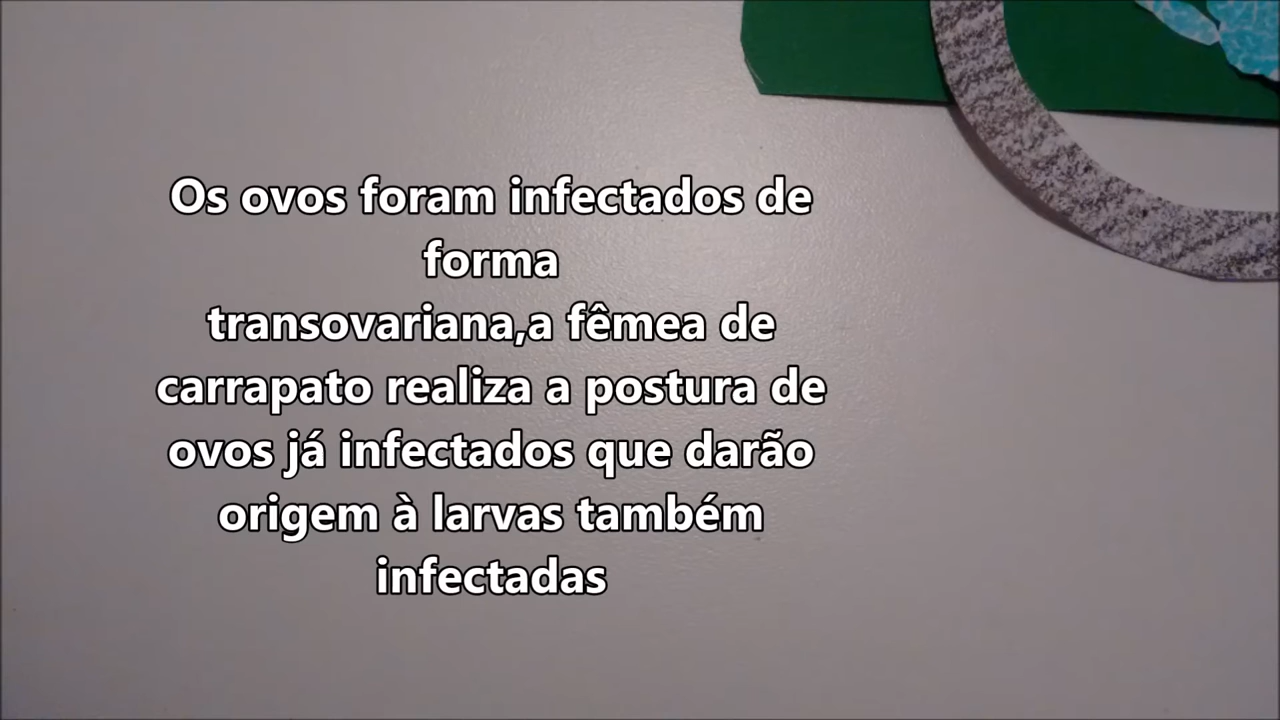 Os ovos foram infectados de
forma
transovariana,a fêmea de
carrapato realiza a postura de
ovos já infectados que darão
origem à larvas também
infectadas